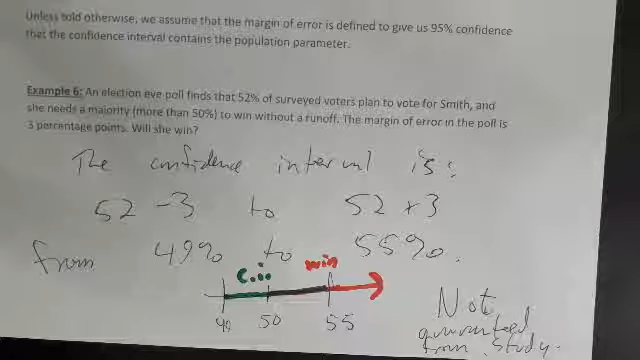 Unless told otherwise, we assume that the margin of error is defined to give us 95% confidence
that the confidence interval contains the population parameter.
Example 6: An election eve poll finds that 52% of surveyed voters plan to vote for Smith, and
she needs a majority (more than 50%) to win without a runoff. The margin of error in the poll is
3 percentage points. Will she win?
The confidence interval is:
52 - 3 to 52 + 3
from 49% to 55%.
C.i. win
49 50 55
Not
guaranteed
from study.